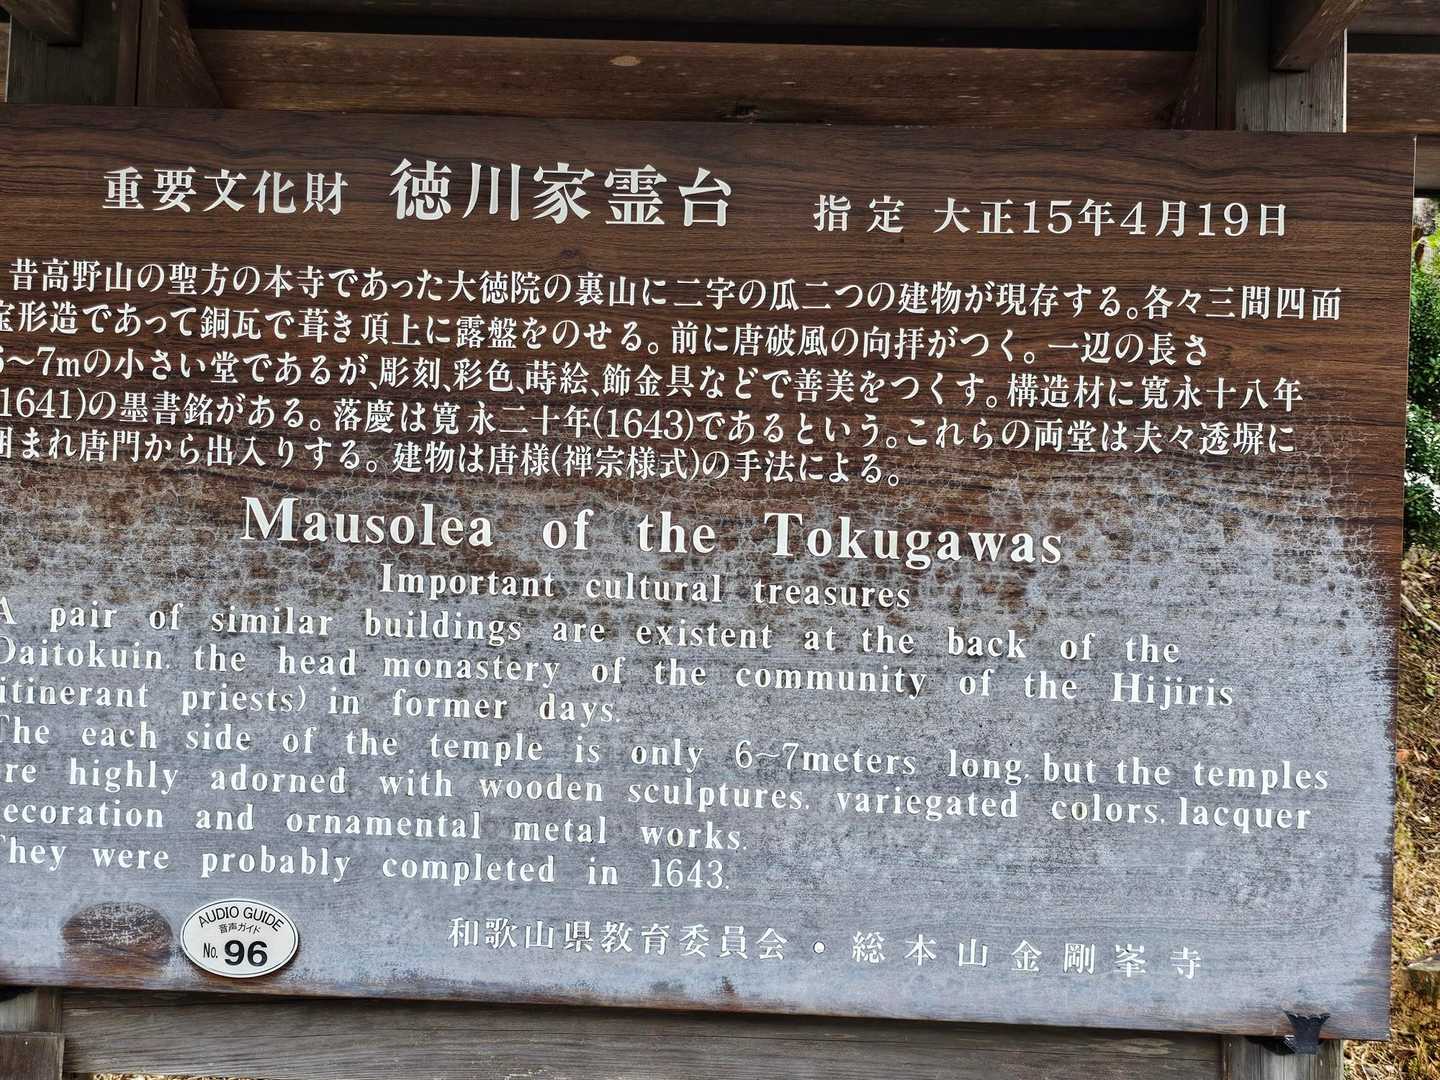 重要文化財 徳川家霊台 指定 大正15年4月19日
昔高野山の聖方の本寺であった大徳院の裏山に二宇の瓜二つの建物が現存する。各々三間四面
宝形造であって銅瓦で葺き頂上に露盤をのせる。前に唐破風の向拝がつく。一辺の長さ
6～7mの小さい堂であるが、彫刻、彩色、蒔絵、飾金具などで善美をつくす。構造材に寛永十八年
(1641)の墨書銘がある。落慶は寛永二十年(1643)であるという。これらの両堂は夫々透塀に
囲まれ唐門から出入りする。建物は唐様(禅宗様式)の手法による。
Mausolea of the Tokugawas
Important cultural treasures
A pair of similar buildings are existent at the back of the
Daitokuin. the head monastery of the community of the Hijiris
itinerant priests) in former days.
The each side of the temple is only 6~7meters long. but the temples
re highly adorned with wooden sculptures. variegated colors. lacquer
ecoration and ornamental metal works.
They were probably completed in 1643.
AUDIO GUIDE
音声ガイド
No. 96
和歌山県教育委員会・総本山金剛峯寺